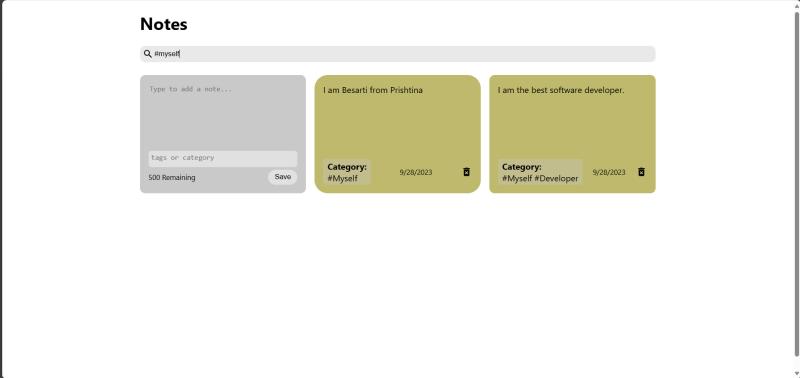 Notes
#myself
Type to add a note...
tags or category
500 Remaining
Save
I am Besarti from Prishtina
Category:
#Myself
9/28/2023
I am the best software developer.
Category:
#Myself #Developer
9/28/2023